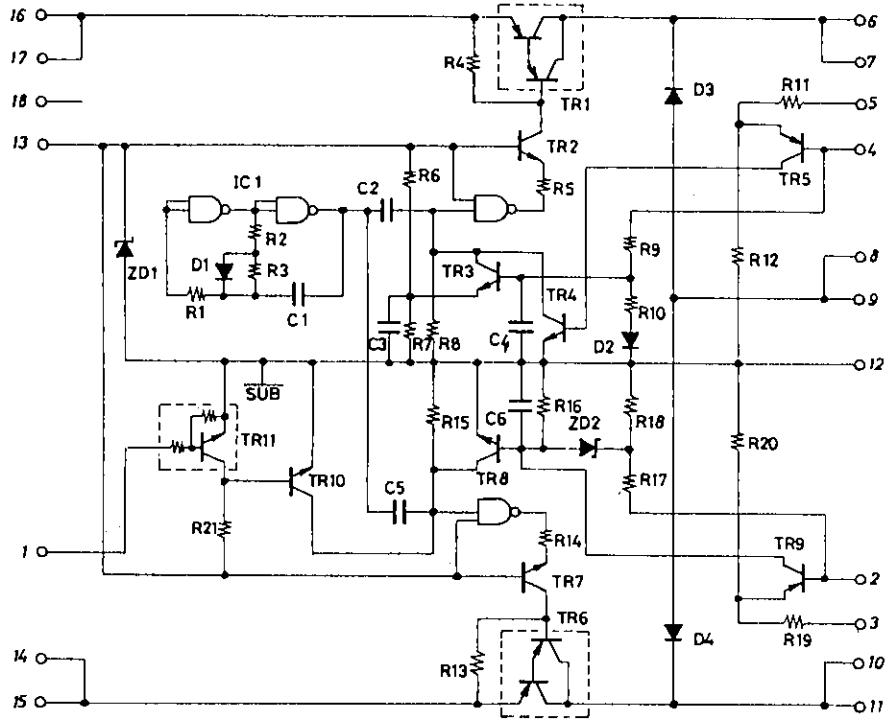 16 6
17 R4 7
18 TR1 D3 R11 5
13 TR2 4
IC1 C2 R6 R5 TR5
R2 R9 8
ZD1 D1 R3 TR3 TR4 R12
R1 C1 R10 9
C3 R7 R8 C4 D2
12
SUB C6 R16 R18
TR11 R15 ZD2 R20
TR10 TR8 R17
C5
R21 R14 TR9
1 TR7 2
TR6 3
R19
14 R13 D4 10
15 11